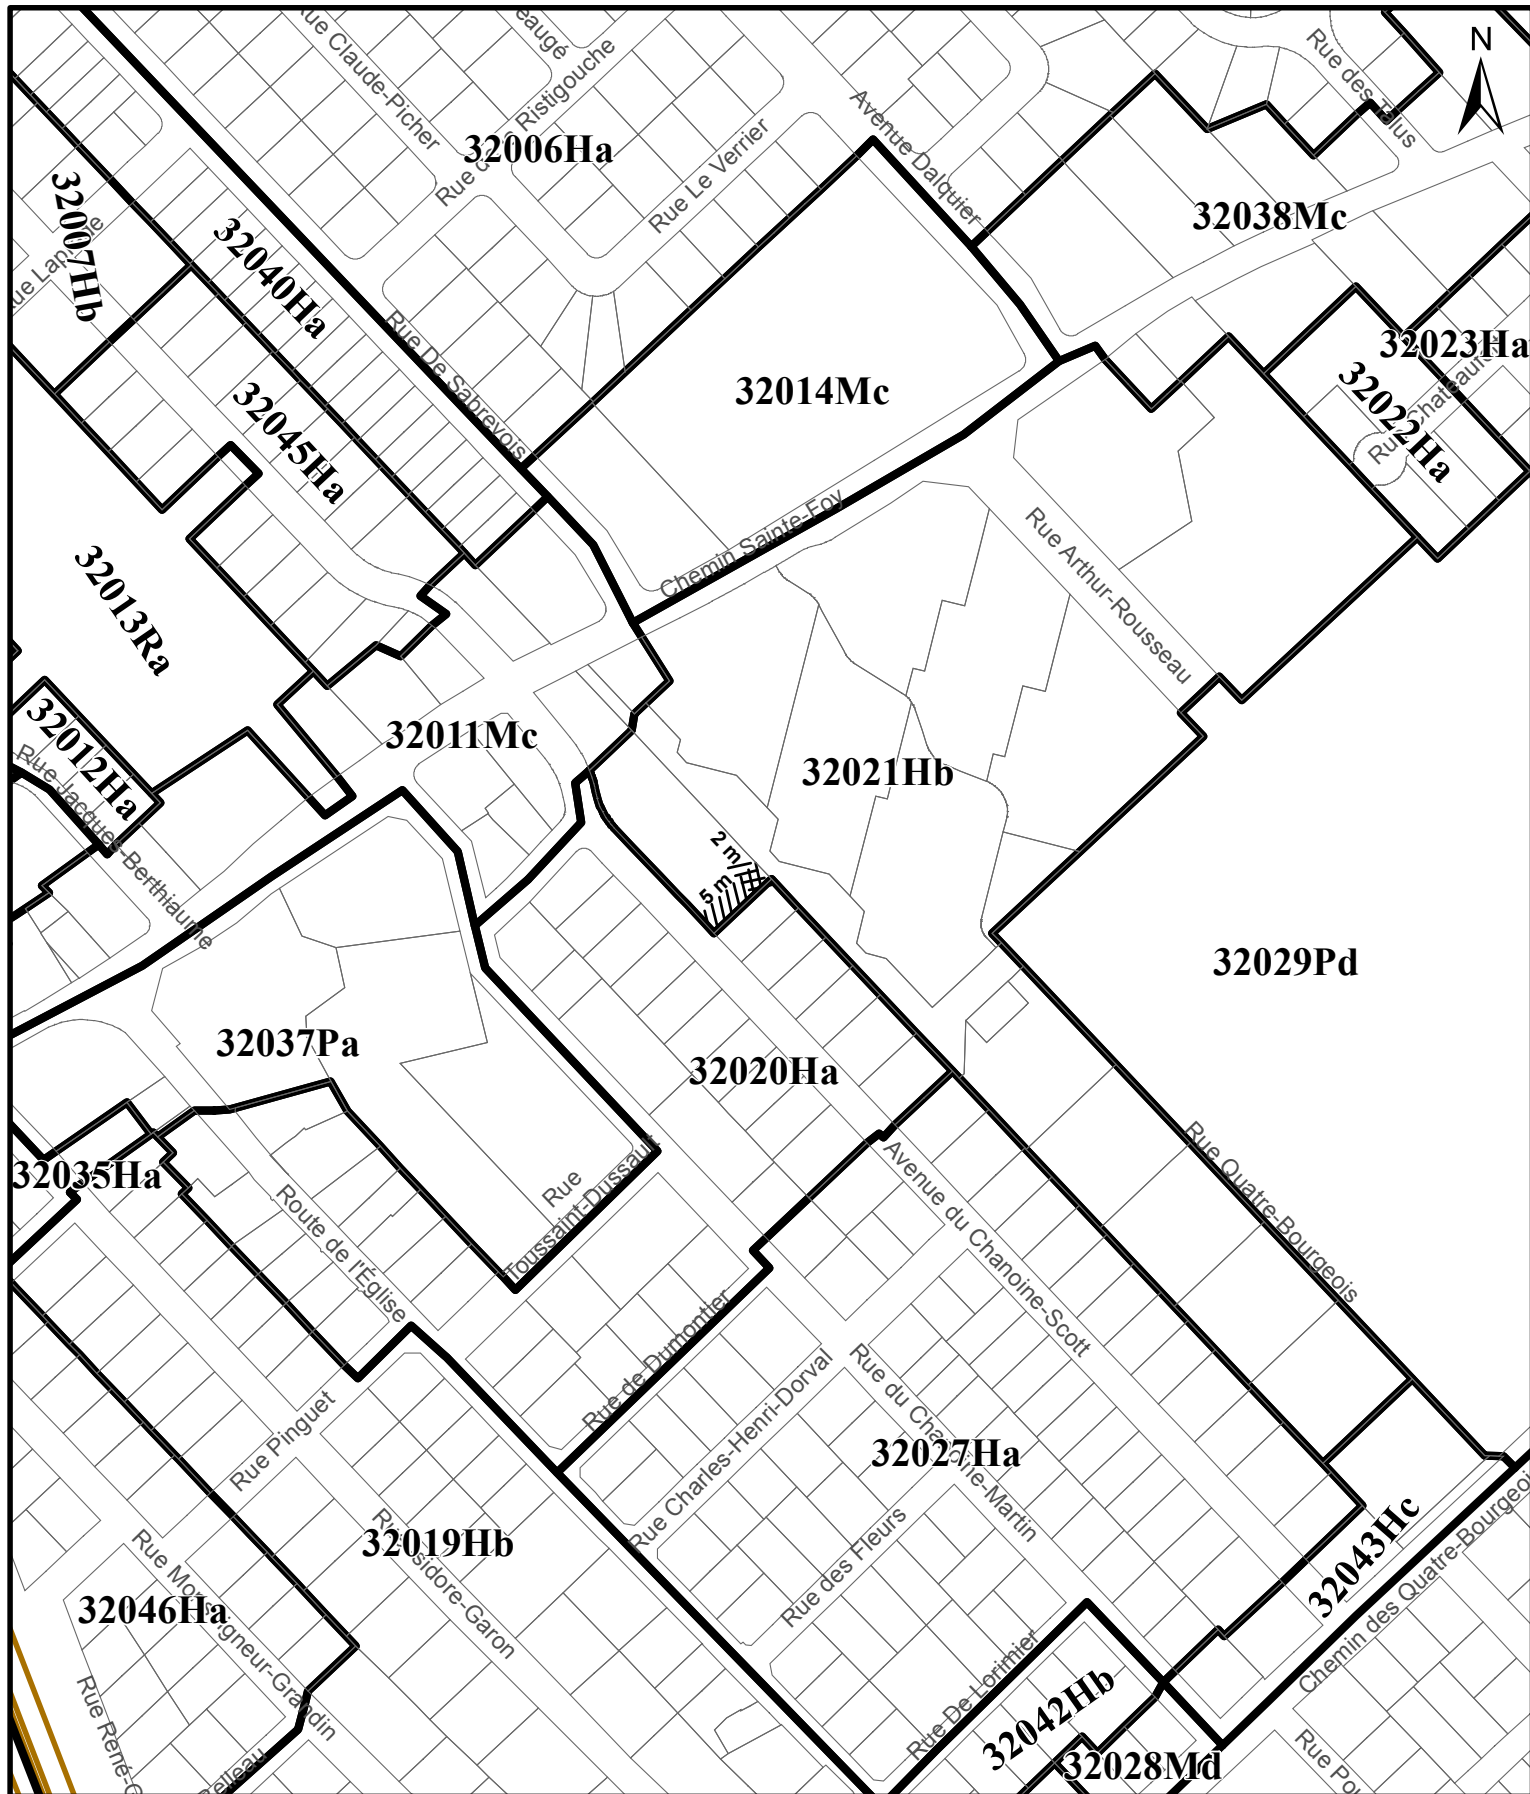 Rue Claude-Picher
eaugé
Ristigouche
Rue
32006Ha
Rue Le Verrier
Avenue Dalquier
Rue des Talus
N
32007Hb
32040Ha
32038Mc
Rue De Sabrevois
32014Mc
32023Ha
32022Ha
32045Ha
Chemin Sainte-Foy
Rue Arthur-Rousseau
32013Ra
32012Ha
Rue Jacques-Berthiaume
32011Mc
32021Hb
2 m
5 m
32029Pd
32037Pa
32020Ha
32035Ha
Rue
Toussaint-Dussault
Route de l'Église
Avenue du Chanoine-Scott
Rue Quatre-Bourgeois
Rue de Dumontier
Rue Charles-Henri-Dorval
Rue du Chanoine-Martin
32027Ha
Rue Pinguet
32019Hb
Rue Isidore-Garon
Rue des Fleurs
32043Hc
Chemin des Quatre-Bourgeois
32046Ha
Rue Monseigneur-Grandin
Rue De Lorimier
32042Hb
32028Md